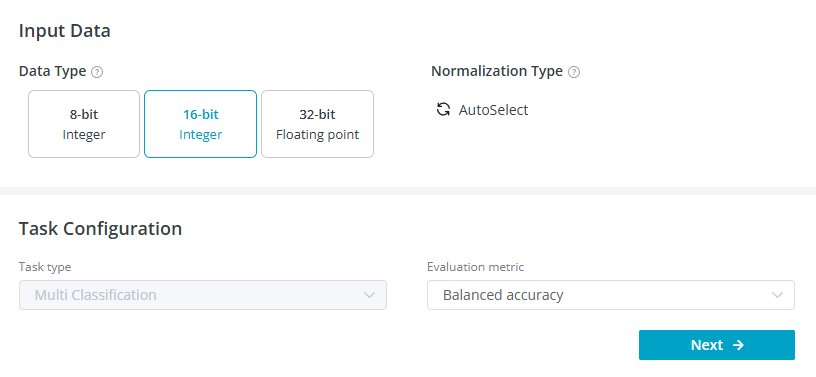 Input Data
Data Type ?
Normalization Type ?
8-bit
Integer
16-bit
Integer
32-bit
Floating point
AutoSelect
Task Configuration
Task type
Evaluation metric
Multi Classification
Balanced accuracy
Next